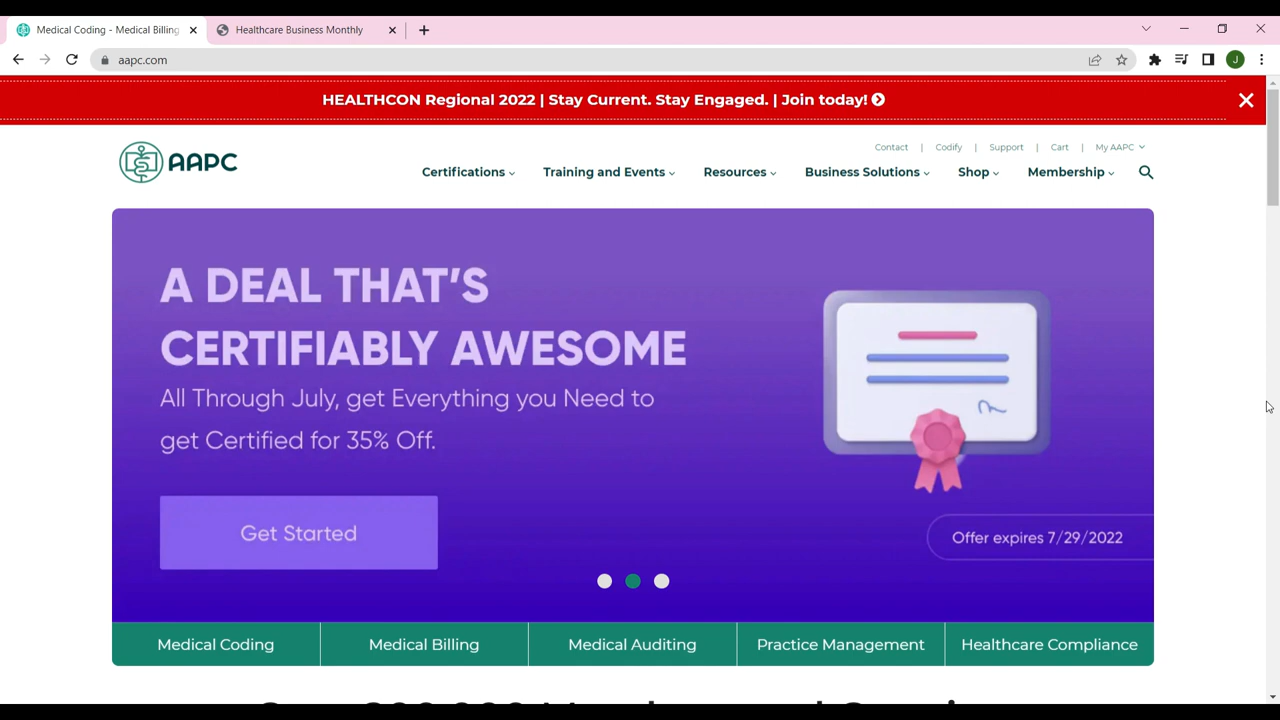 Medical Coding - Medical Billing
Healthcare Business Monthly
aapc.com
J
HEALTHCON Regional 2022 | Stay Current. Stay Engaged. | Join today!
Contact | Codify | Support | Cart | My AAPC
AAPC
Certifications Training and Events Resources Business Solutions Shop Membership
A DEAL THAT'S
CERTIFIABLY AWESOME
All Through July, get Everything you Need to
get Certified for 35% Off.
Get Started
Offer expires 7/29/2022
Medical Coding Medical Billing Medical Auditing Practice Management Healthcare Compliance